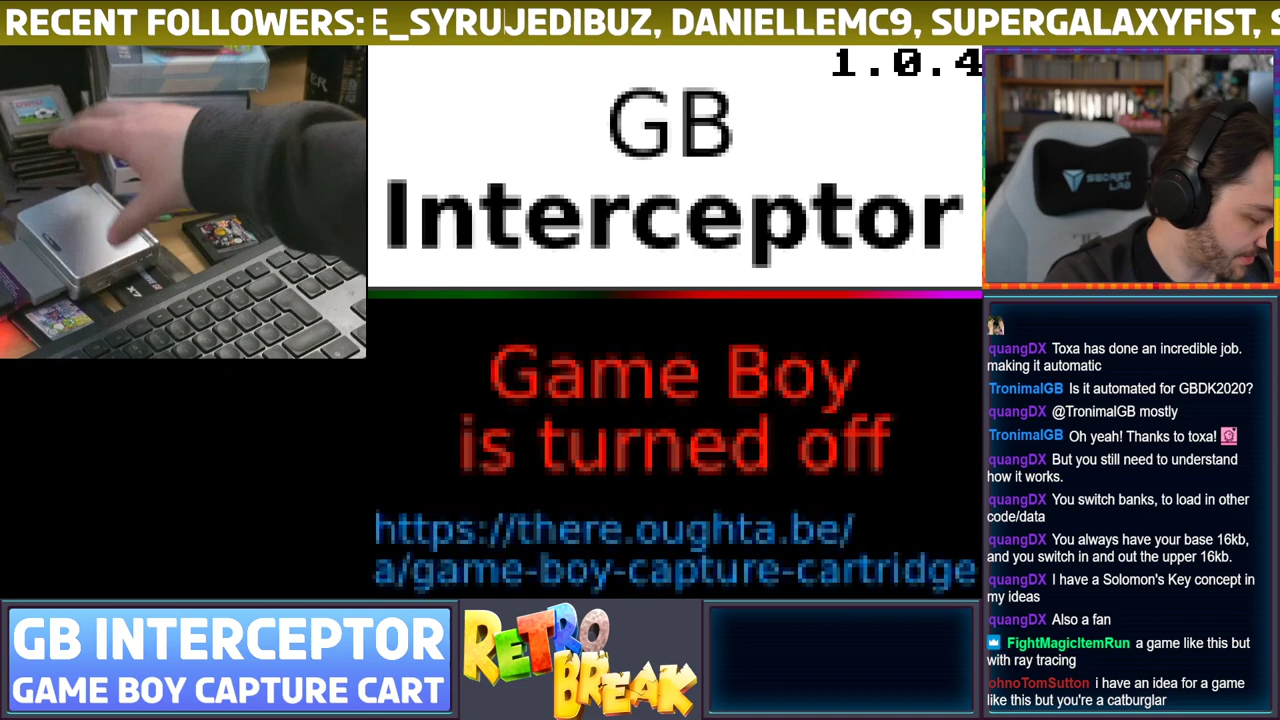 RECENT FOLLOWERS: E_SYRUJEDIBUZ, DANIELLEMC9, SUPERGALAXYFIST, S
1.0.4
GB
Interceptor
Game Boy
is turned off
https://there.oughta.be/
a/game-boy-capture-cartridge
SECRET
LAB
quangDX Toxa has done an incredible job.
making it automatic
TronimalGB Is it automated for GBDK2020?
quangDX @TronimalGB mostly
TronimalGB Oh yeah! Thanks to toxa!
quangDX But you still need to understand
how it works.
quangDX You switch banks, to load in other
code/data
quangDX You always have your base 16kb,
and you switch in and out the upper 16kb.
quangDX I have a Solomon's Key concept in
my ideas
quangDX Also a fan
FightMagicItemRun a game like this but
with ray tracing
ohnoTomSutton i have an idea for a game
like this but you're a catburglar
GB INTERCEPTOR
GAME BOY CAPTURE CART
RETRO
BREAK